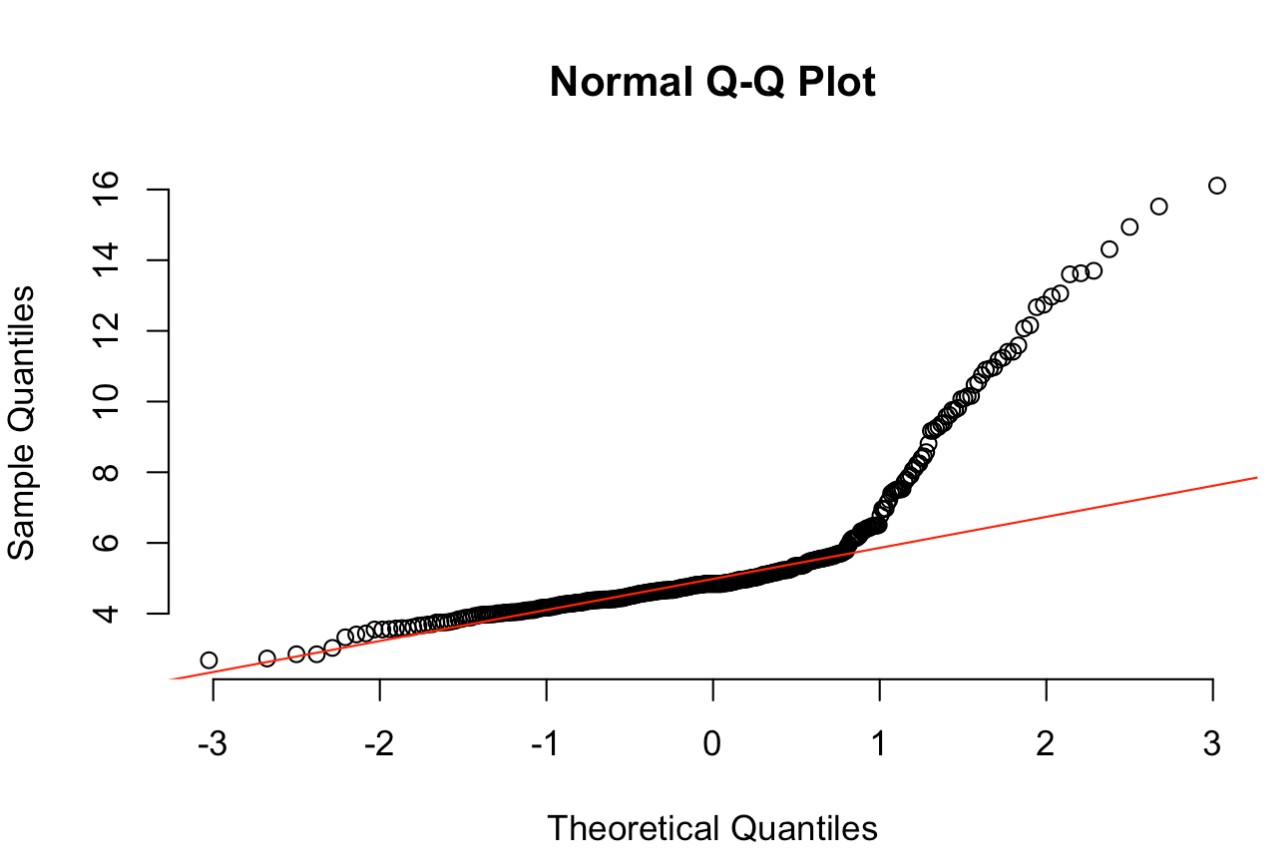 Normal Q-Q Plot
Sample Quantiles
16
14
12
10
8
6
4
-3 -2 -1 0 1 2 3
Theoretical Quantiles